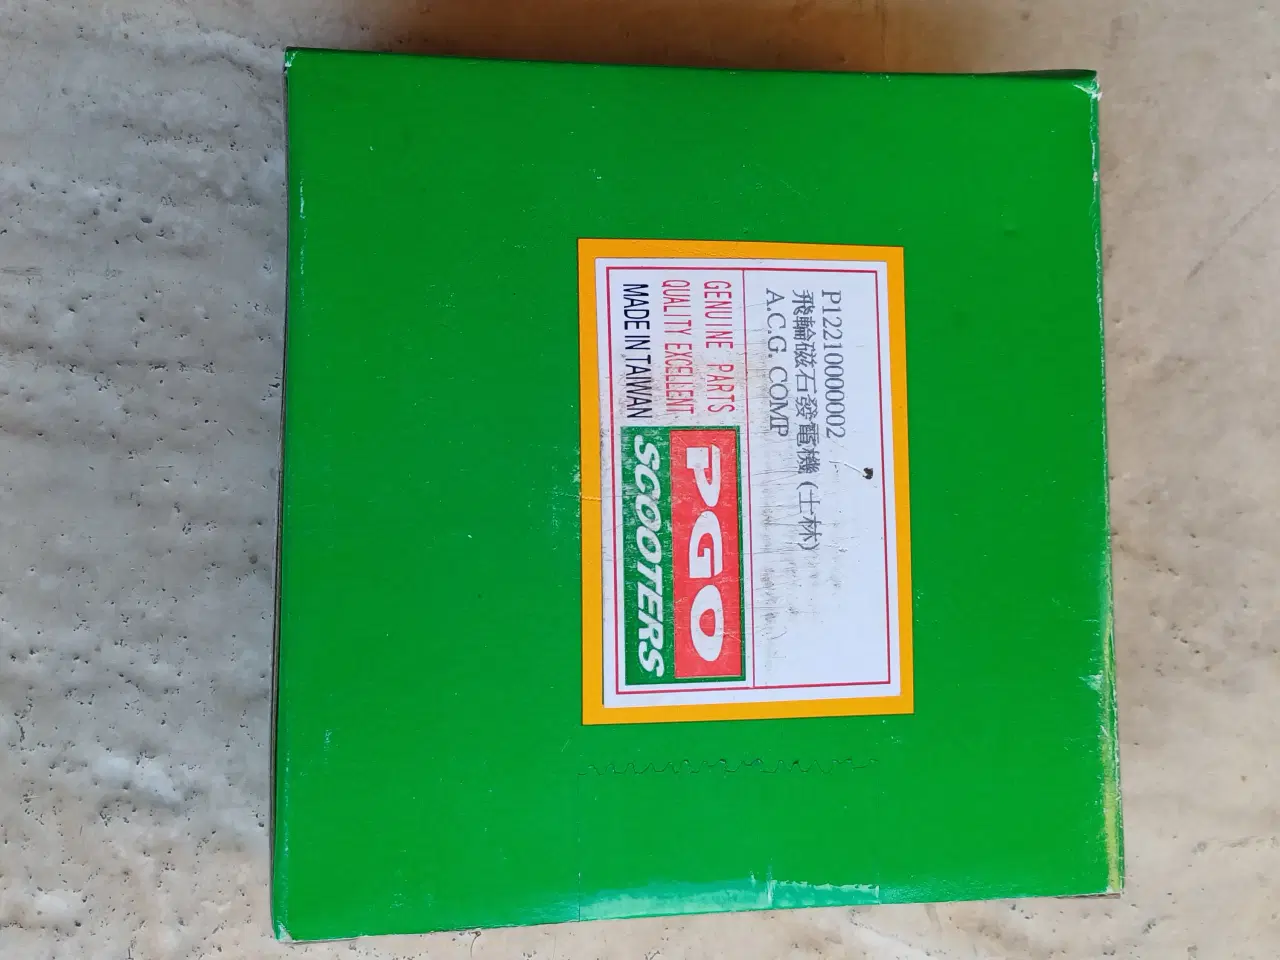 P12210000002
飛輪磁石發電機 (士林)
A.C.G. COMP
GENUINE PARTS
QUALITY EXCELLENT
MADE IN TAIWAN
PGO
SCOOTERS